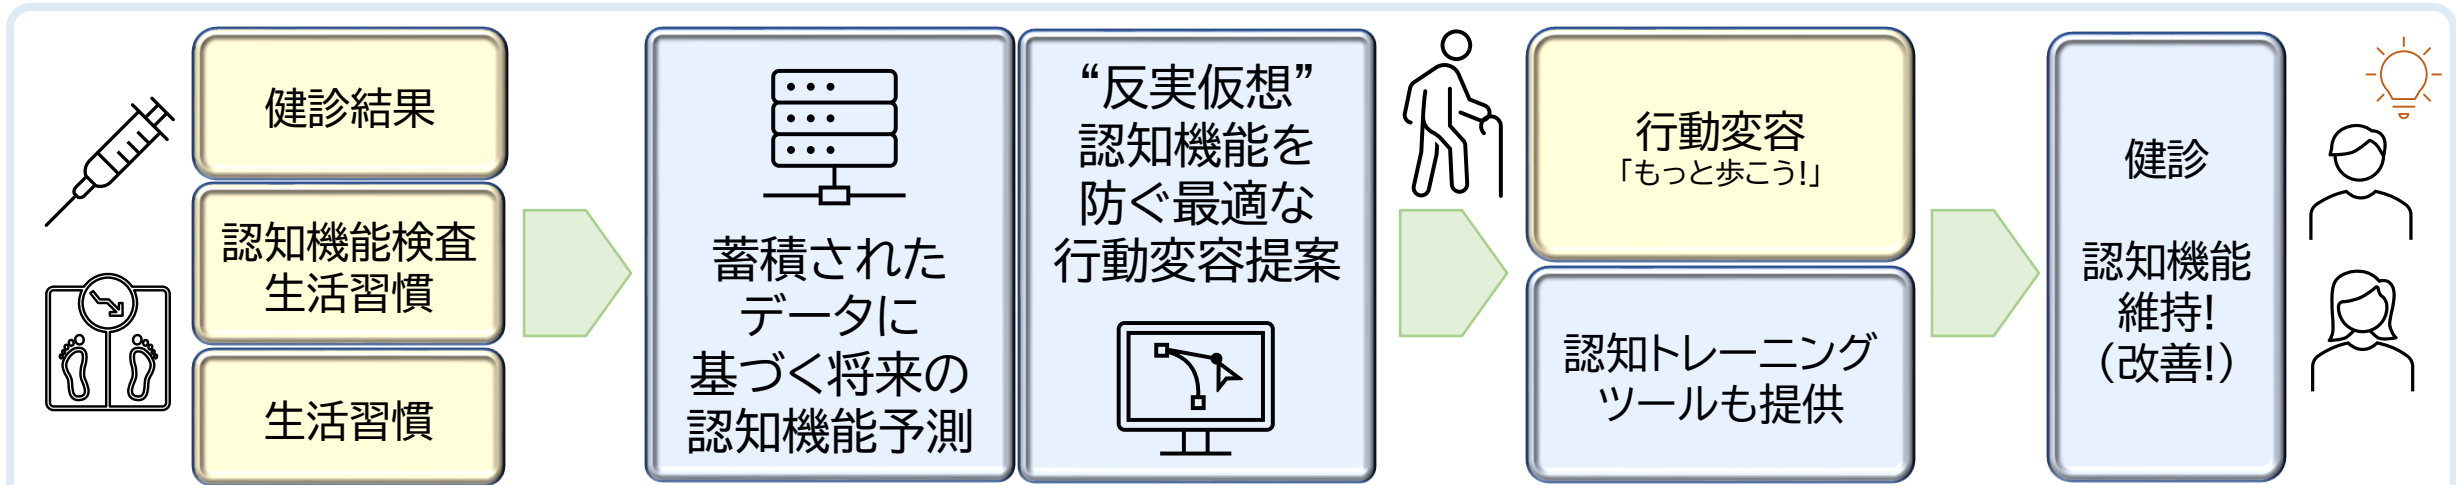 健診結果
認知機能検査
生活習慣
生活習慣
蓄積された
データに
基づく将来の
認知機能予測
“反実仮想”
認知機能を
防ぐ最適な
行動変容提案
行動変容
「もっと歩こう!」
認知トレーニング
ツールも提供
健診
認知機能
維持!
（改善!）